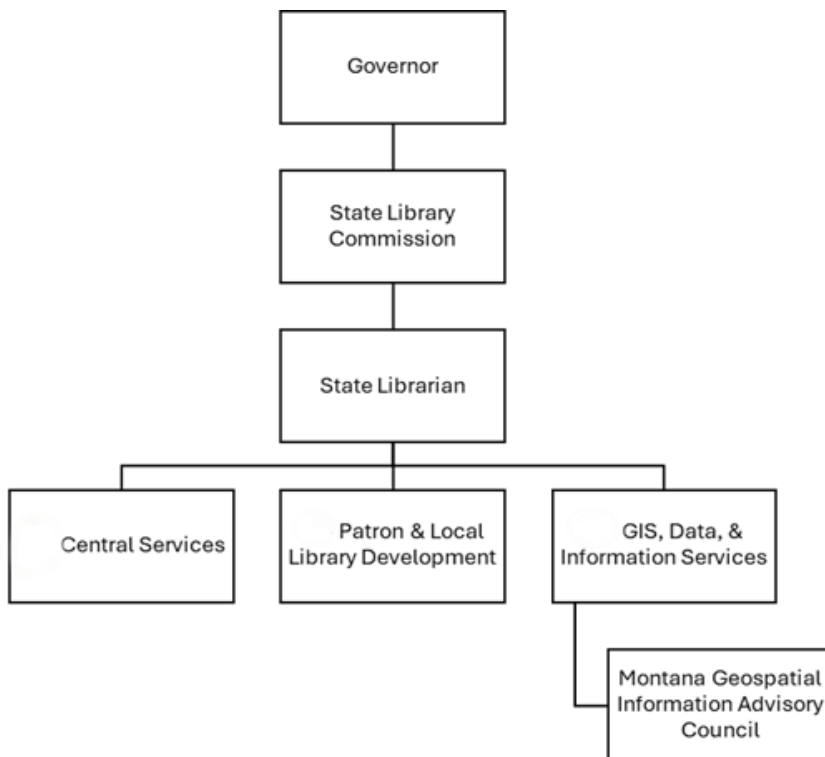 Governor
State Library
Commission
State Librarian
Central Services
Patron & Local
Library Development
GIS, Data, &
Information Services
Montana Geospatial
Information Advisory
Council